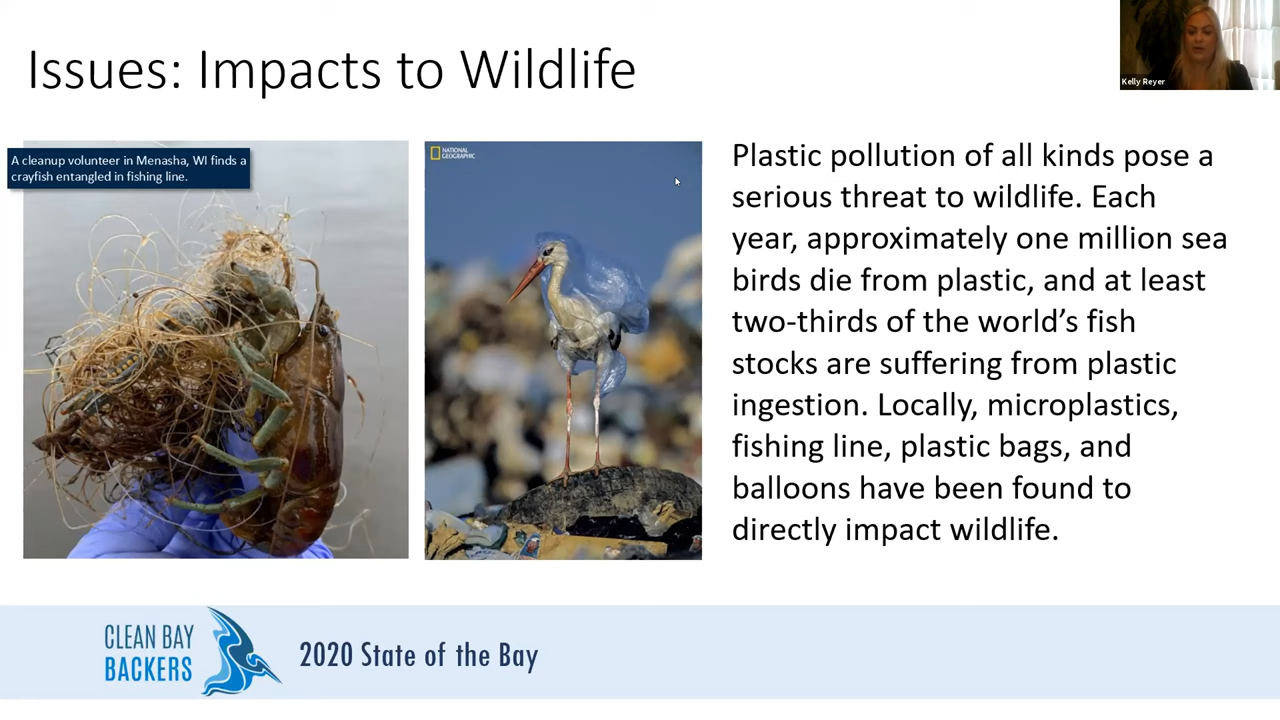 Issues: Impacts to Wildlife
Kelly Reyer
A cleanup volunteer in Menasha, WI finds a
crayfish entangled in fishing line.
NATIONAL
GEOGRAPHIC
Plastic pollution of all kinds pose a
serious threat to wildlife. Each
year, approximately one million sea
birds die from plastic, and at least
two-thirds of the world’s fish
stocks are suffering from plastic
ingestion. Locally, microplastics,
fishing line, plastic bags, and
balloons have been found to
directly impact wildlife.
CLEAN BAY
BACKERS
2020 State of the Bay